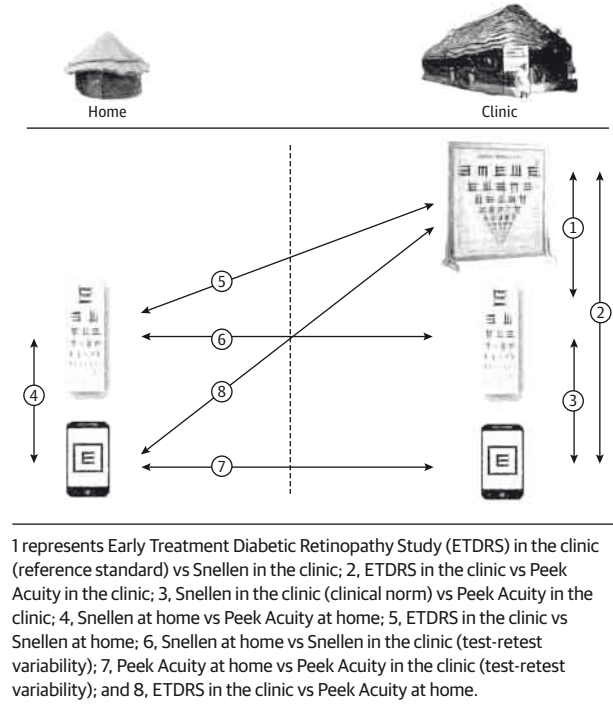 Home
Clinic
1
2
3
4
5
6
7
8
E
E
1 represents Early Treatment Diabetic Retinopathy Study (ETDRS) in the clinic
(reference standard) vs Snellen in the clinic; 2, ETDRS in the clinic vs Peek
Acuity in the clinic; 3, Snellen in the clinic (clinical norm) vs Peek Acuity in the
clinic; 4, Snellen at home vs Peek Acuity at home; 5, ETDRS in the clinic vs
Snellen at home; 6, Snellen at home vs Snellen in the clinic (test-retest
variability); 7, Peek Acuity at home vs Peek Acuity in the clinic (test-retest
variability); and 8, ETDRS in the clinic vs Peek Acuity at home.